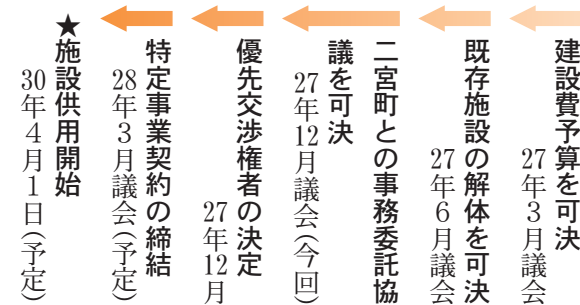 建設費予算を可決
27年3月議会
既存施設の解体を可決
27年6月議会
二宮町との事務委託協
議を可決
27年12月議会(今回)
優先交渉権者の決定
27年12月
特定事業契約の締結
28年3月議会(予定)
★施設供用開始
30年4月1日(予定)